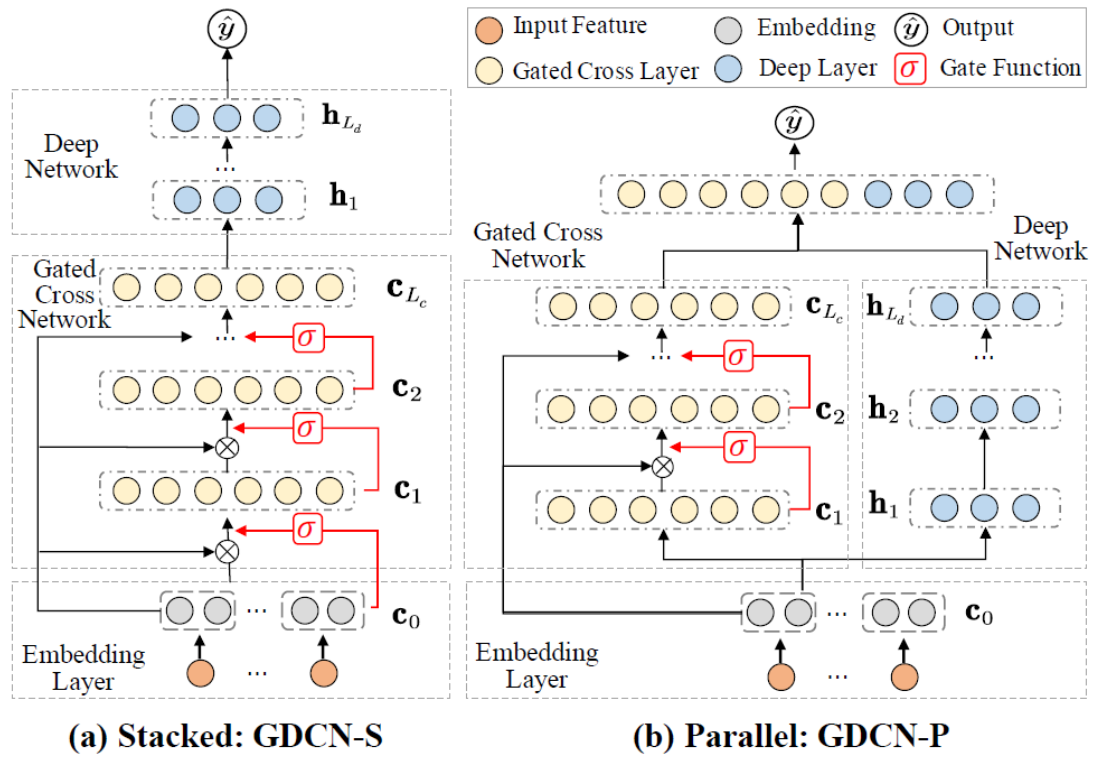 ŷ
Deep
Network
h_{L_d}
...
h_1
Gated
Cross
Network
c_{L_c}
...
σ
c_2
σ
c_1
σ
...
c_0
Embedding
Layer
...
(a) Stacked: GDCN-S
Input Feature
Embedding
ŷ Output
Gated Cross Layer
Deep Layer
σ Gate Function
ŷ
Gated Cross
Network
Deep
Network
c_{L_c}
h_{L_d}
...
σ
...
c_2
h_2
σ
c_1
h_1
...
c_0
Embedding
Layer
...
(b) Parallel: GDCN-P